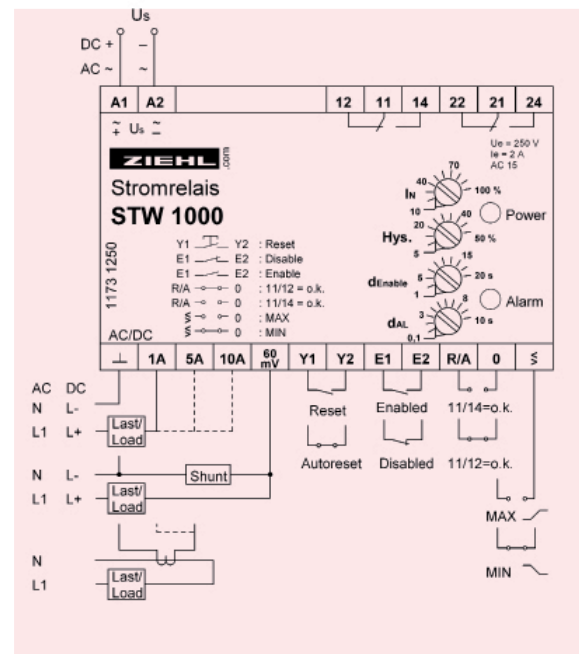 Us
DC + –
AC ~ ~
A1 A2 12 11 14 22 21 24
~ + Us ~ –
Ue = 250 V
Ie = 2 A
AC 15
ZIEHL .com
Stromrelais
STW 1000
IN 10 40 70 100 %
Power
Hys. 5 20 40 50 %
dEnable 1 5 15 20 s
Alarm
dAL 0,1 3 8 10 s
1173 1250
Y1 Y2 : Reset
E1 E2 : Disable
E1 E2 : Enable
R/A 0 : 11/12 = o.k.
R/A 0 : 11/14 = o.k.
0 : MAX
0 : MIN
AC/DC
1A 5A 10A 60 mV Y1 Y2 E1 E2 R/A 0
AC DC
N L-
L1 L+
Last/
Load
Reset Enabled 11/14=o.k.
Autoreset Disabled 11/12=o.k.
N L-
Shunt
L1 L+
Last/
Load
MAX
MIN
N
L1
Last/
Load